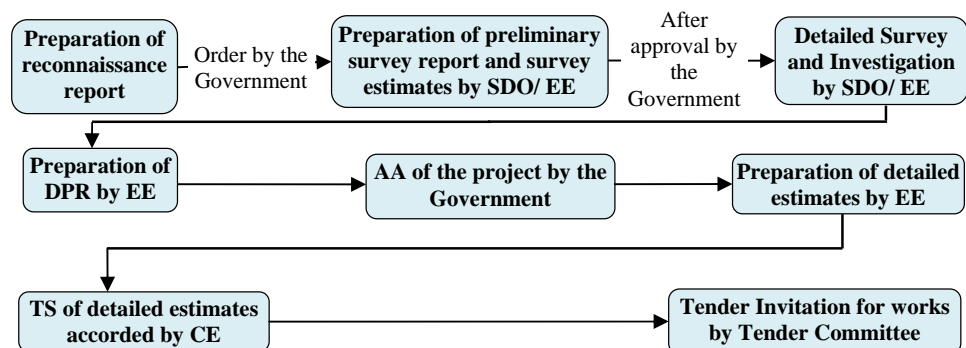 Preparation of
reconnaissance
report
Order by the
Government
Preparation of preliminary
survey report and survey
estimates by SDO/ EE
After
approval by
the
Government
Detailed Survey
and Investigation
by SDO/ EE
Preparation of
DPR by EE
AA of the project by the
Government
Preparation of detailed
estimates by EE
TS of detailed estimates
accorded by CE
Tender Invitation for works
by Tender Committee